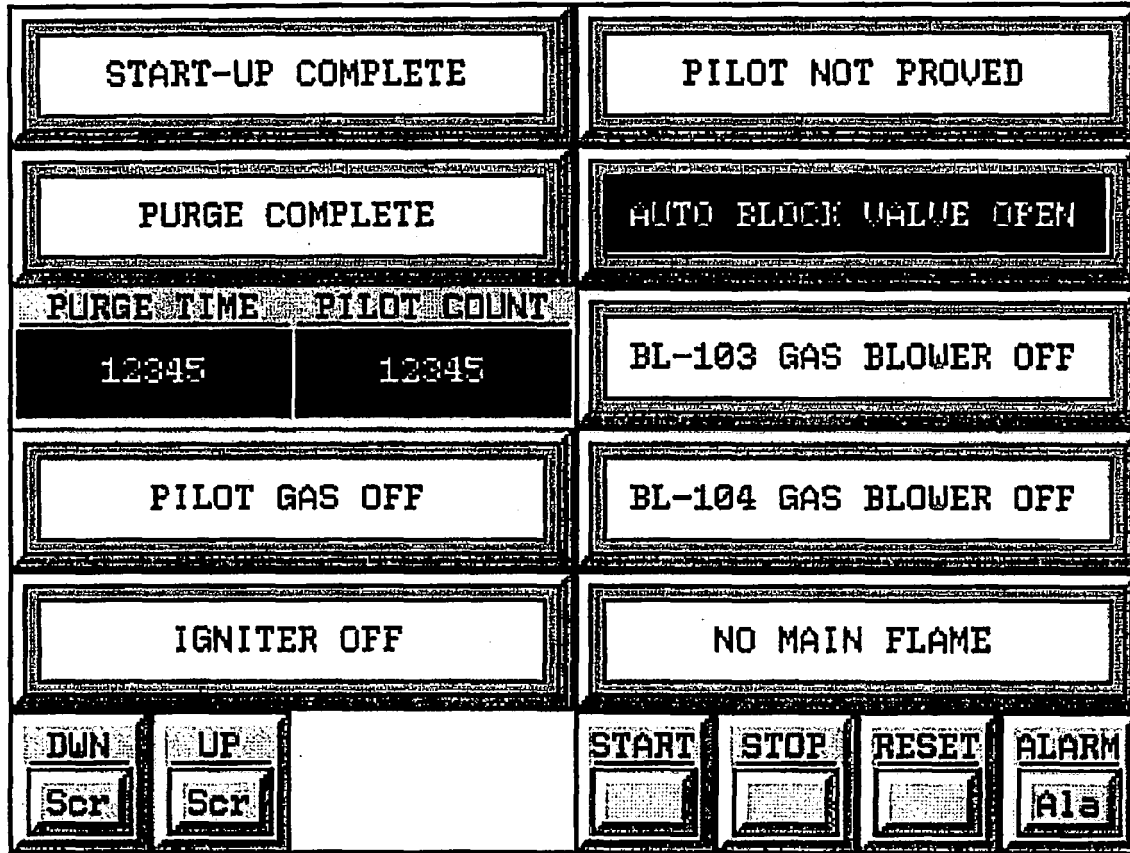 START-UP COMPLETE
PILOT NOT PROVED
PURGE COMPLETE
AUTO BLOCK VALVE OPEN
PURGE TIME
PILOT COUNT
12345
12345
BL-103 GAS BLOWER OFF
PILOT GAS OFF
BL-104 GAS BLOWER OFF
IGNITER OFF
NO MAIN FLAME
DWN
UP
START
STOP
RESET
ALARM
Scr
Scr
Ala